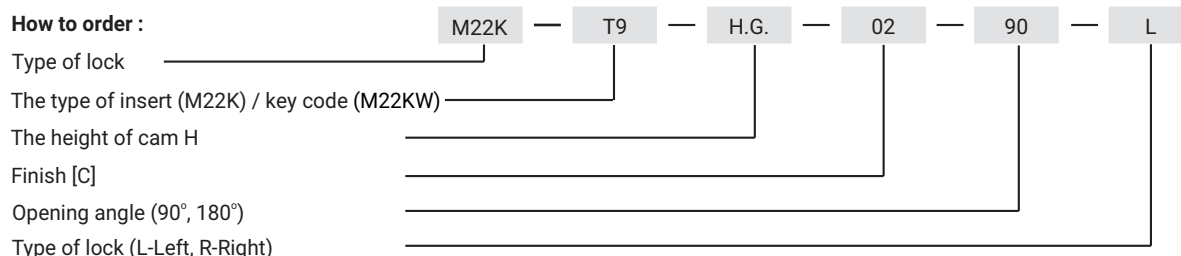 How to order :
M22K — T9 — H.G. — 02 — 90 — L
Type of lock
The type of insert (M22K) / key code (M22KW)
The height of cam H
Finish [C]
Opening angle (90°, 180°)
Type of lock (L-Left, R-Right)